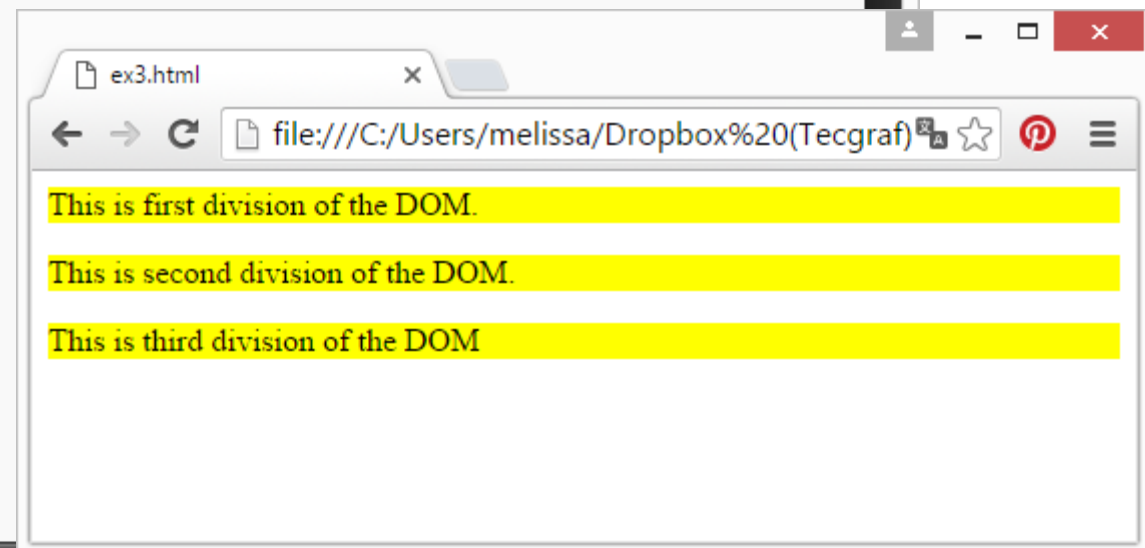 ex3.html
file:///C:/Users/melissa/Dropbox%20(Tecgraf)
This is first division of the DOM.
This is second division of the DOM.
This is third division of the DOM